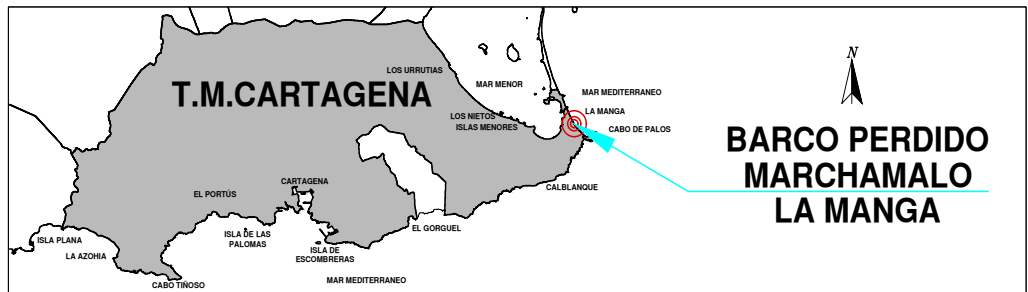 N
LOS URRUTIAS
MAR MENOR
T.M.CARTAGENA
MAR MEDITERRANEO
LA MANGA
LOS NIETOS
ISLAS MENORES
CABO DE PALOS
BARCO PERDIDO
MARCHAMALO
LA MANGA
CARTAGENA
CALBLANQUE
EL PORTÚS
EL GORGUEL
ISLA DE LAS
PALOMAS
ISLA PLANA
LA AZOHIA
ISLA DE
ESCOMBRERAS
MAR MEDITERRANEO
CABO TIÑOSO